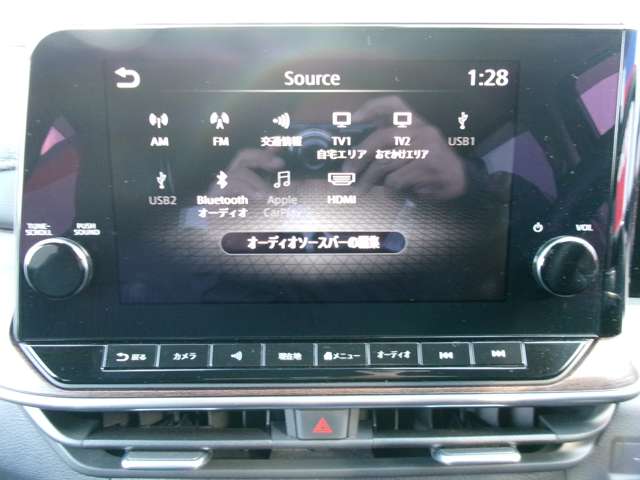 Source 1:28
AM FM 交通情報 TV1 TV2 USB1
自宅エリア おでかけエリア
USB2 Bluetooth Apple HDMI
オーディオ CarPlay
オーディオソースバーの編集
TUNE· PUSH VOL
SCROLL SOUND
戻る カメラ 現在地 メニュー オーディオ